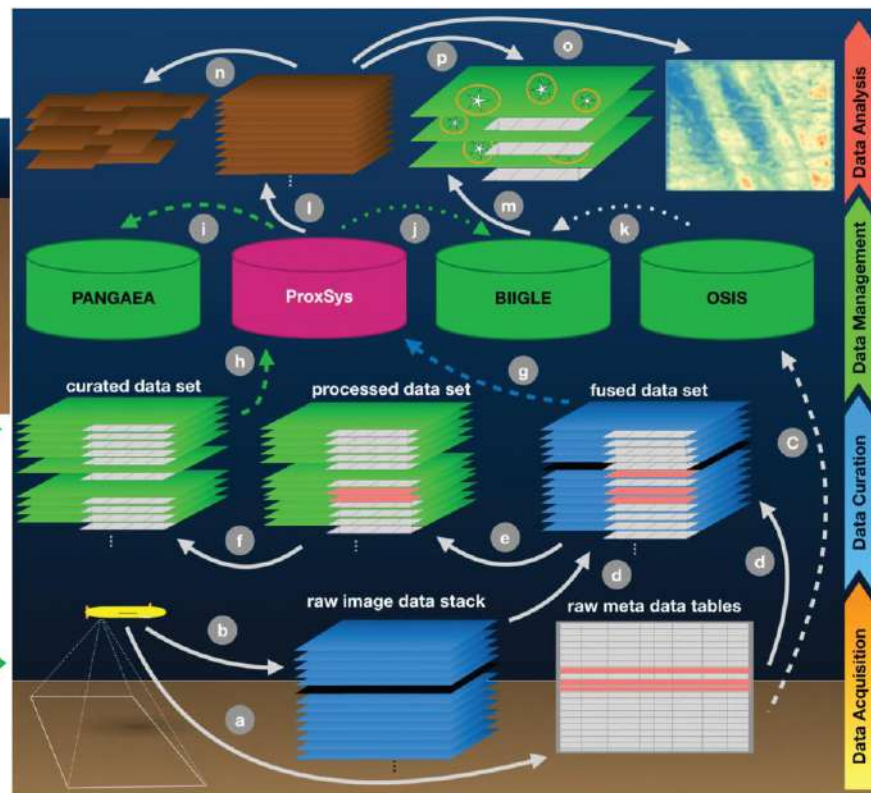 n
p
o
l
m
i
j
k
PANGAEA
ProxSys
BIIGLE
OSIS
h
g
curated data set
processed data set
fused data set
C
f
e
d
d
raw image data stack
raw meta data tables
b
a
Data Analysis
Data Management
Data Curation
Data Acquisition